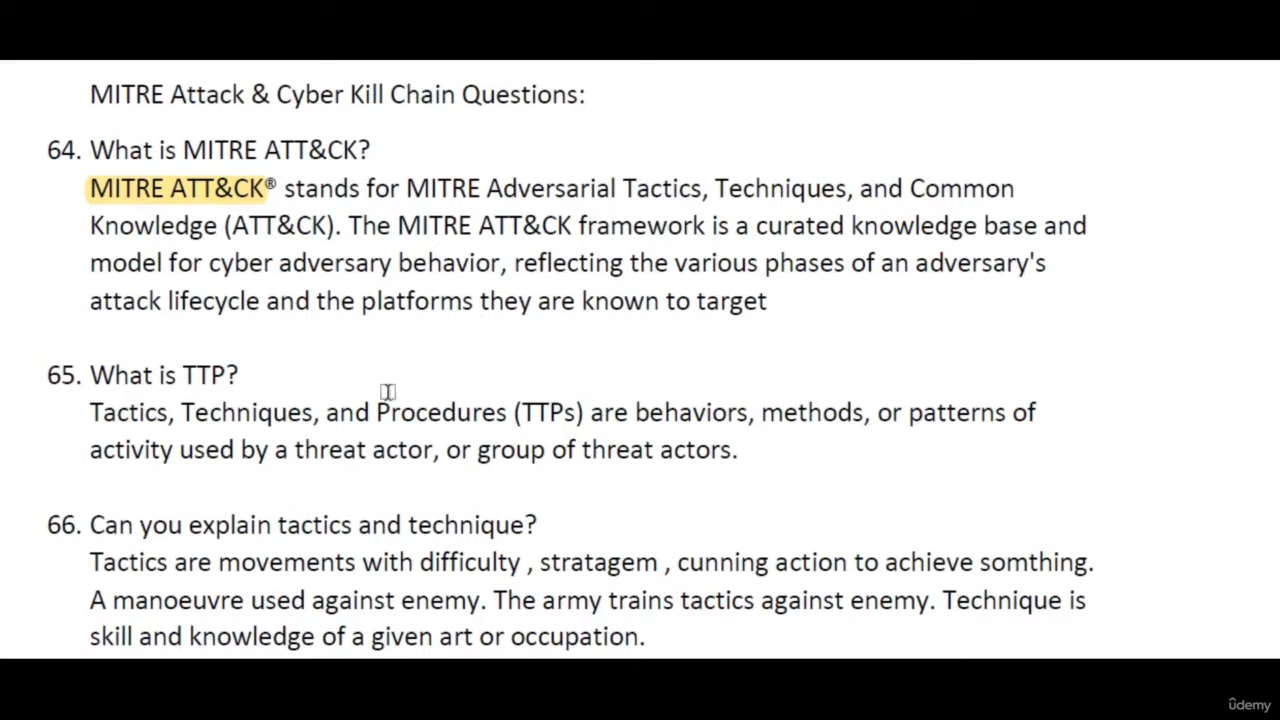 MITRE Attack & Cyber Kill Chain Questions:
64. What is MITRE ATT&CK?
MITRE ATT&CK® stands for MITRE Adversarial Tactics, Techniques, and Common
Knowledge (ATT&CK). The MITRE ATT&CK framework is a curated knowledge base and
model for cyber adversary behavior, reflecting the various phases of an adversary's
attack lifecycle and the platforms they are known to target
65. What is TTP?
Tactics, Techniques, and Procedures (TTPs) are behaviors, methods, or patterns of
activity used by a threat actor, or group of threat actors.
66. Can you explain tactics and technique?
Tactics are movements with difficulty , stratagem , cunning action to achieve somthing.
A manoeuvre used against enemy. The army trains tactics against enemy. Technique is
skill and knowledge of a given art or occupation.
ûdemy